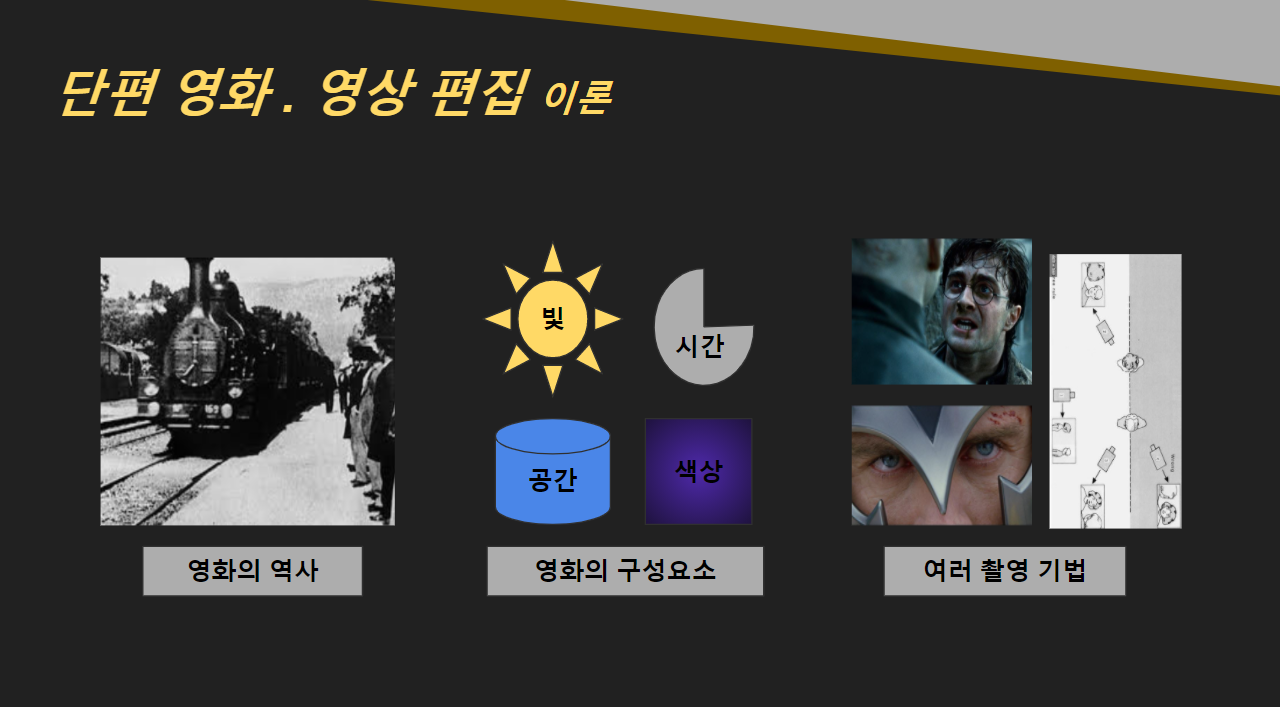 단편 영화 . 영상 편집 이론
빛
시간
공간
색상
영화의 역사
영화의 구성요소
여러 촬영 기법